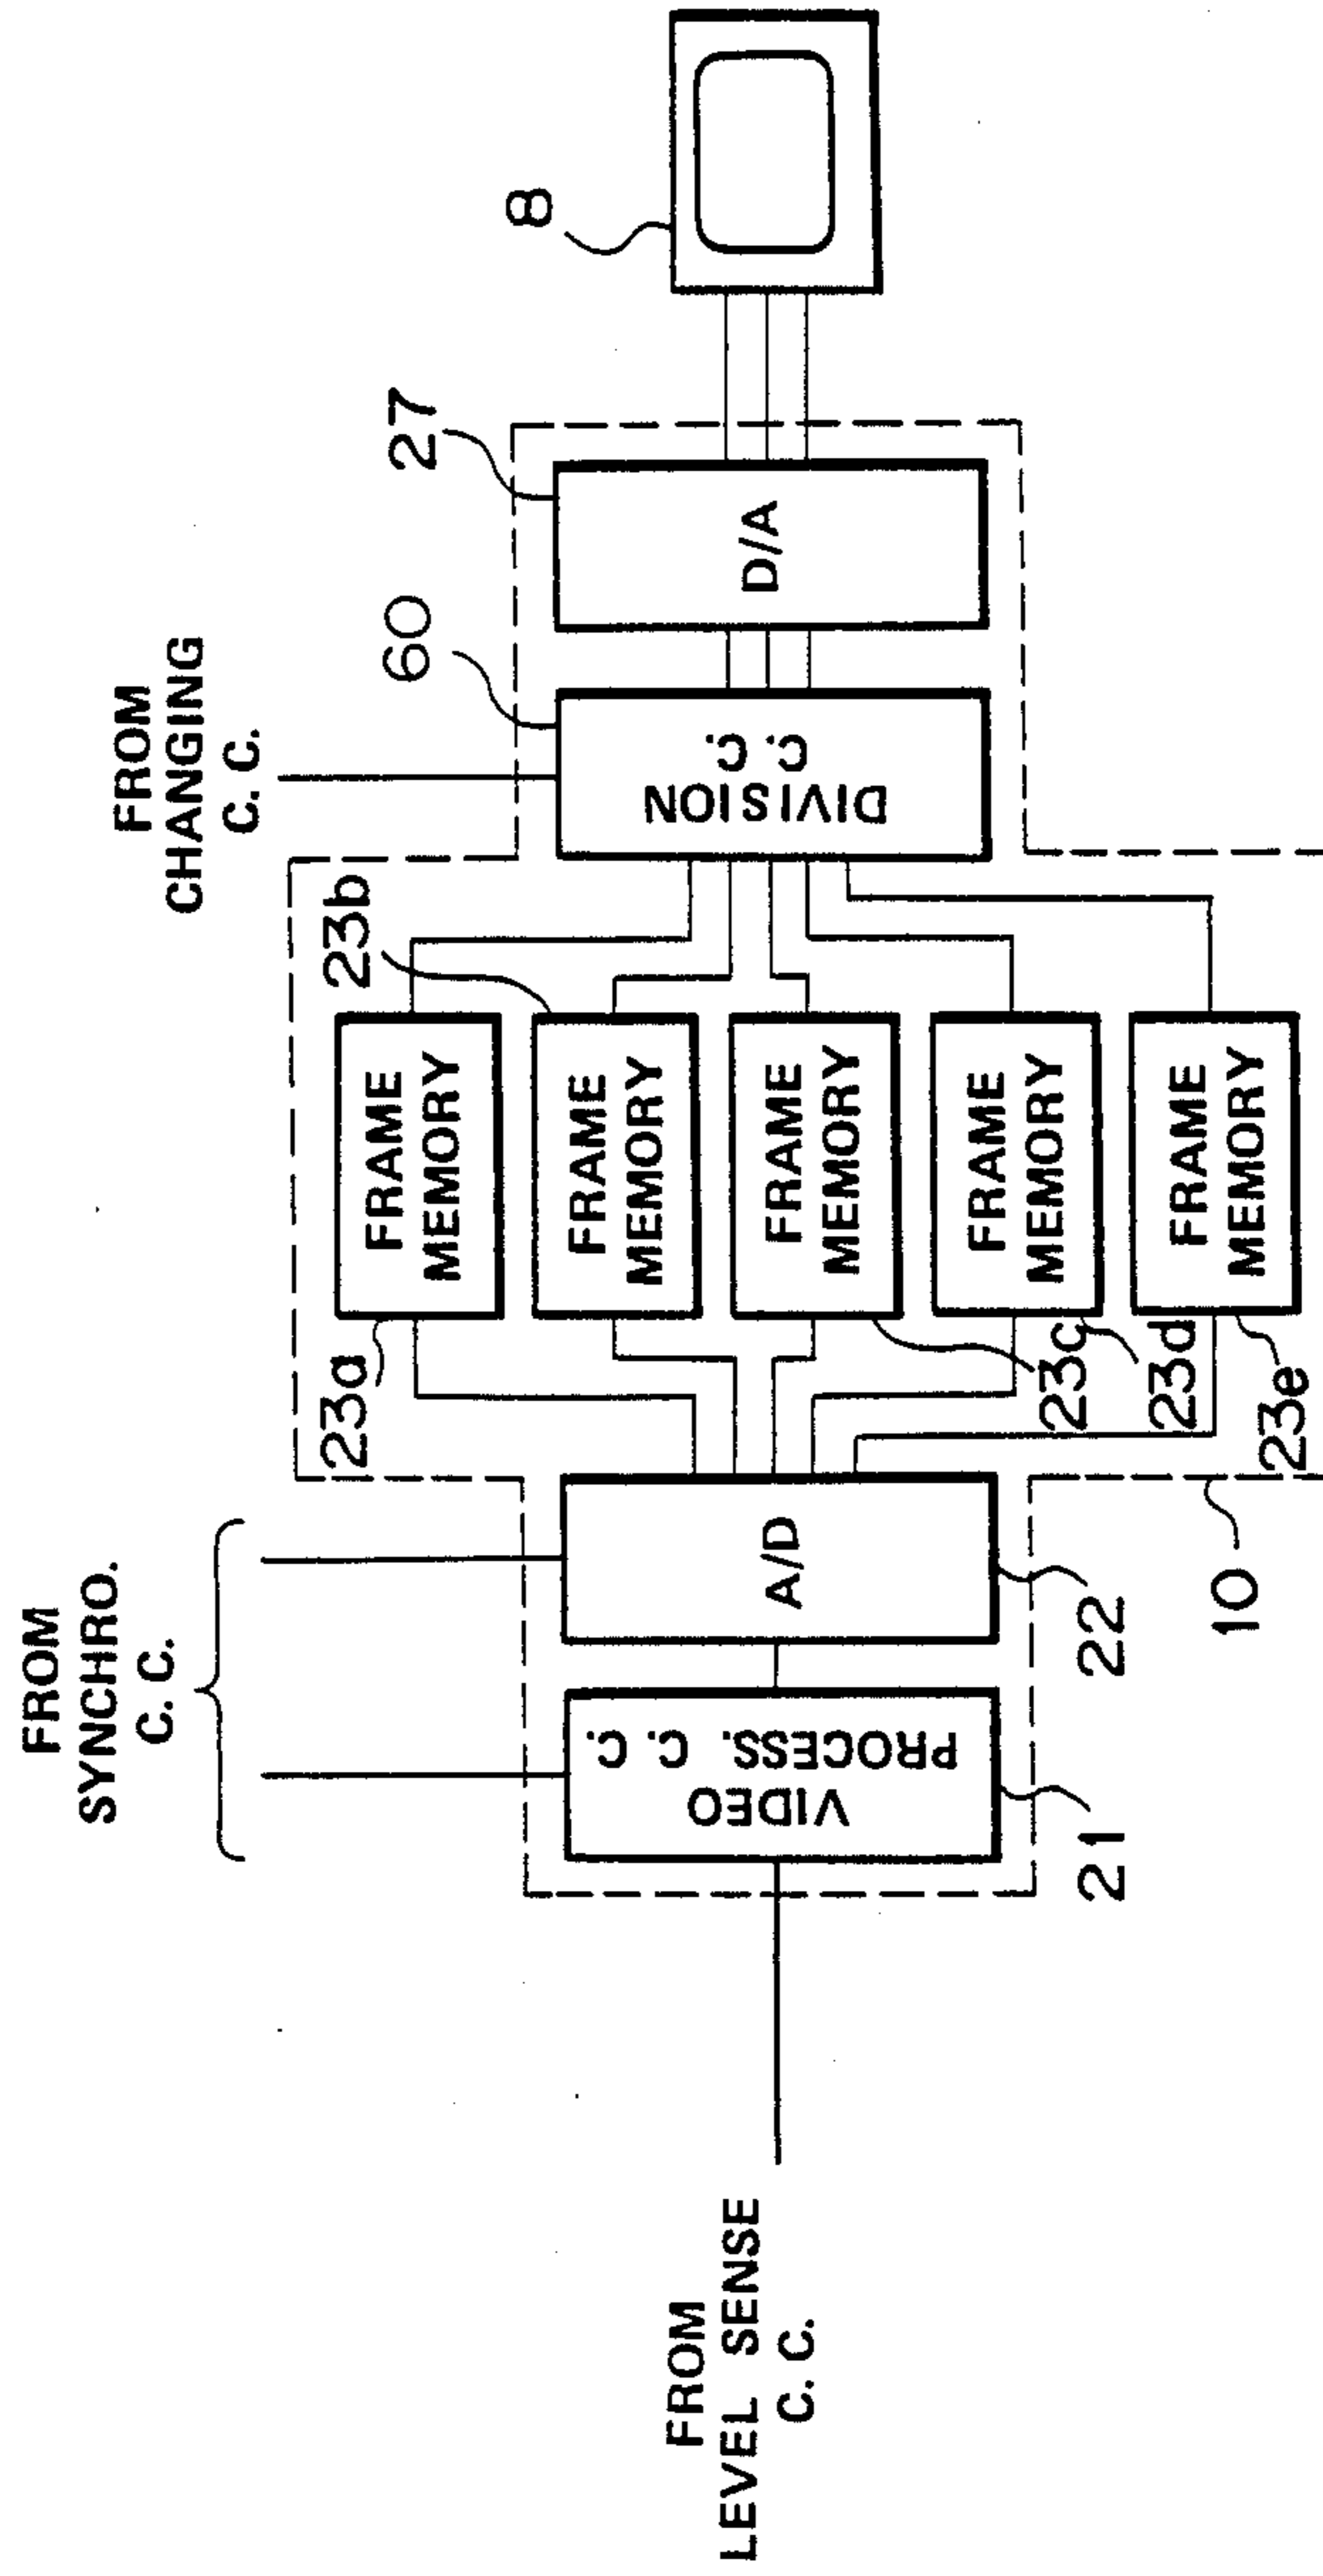 FROM
LEVEL SENSE
C. C.
FROM
SYNCHRO.
C. C.
VIDEO
PROCESS. C. C.
21
A/D
22
10
23a
FRAME
MEMORY
23b
FRAME
MEMORY
FRAME
MEMORY
23c
FRAME
MEMORY
23d
FRAME
MEMORY
23e
FROM
CHANGING
C. C.
DIVISION
C. C.
60
D/A
27
8